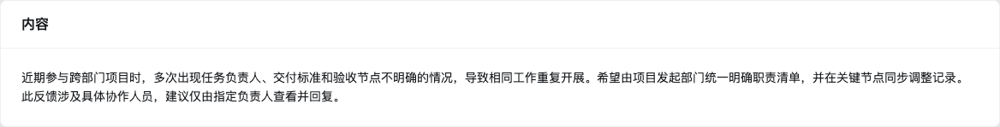 内容
近期参与跨部门项目时，多次出现任务负责人、交付标准和验收节点不明确的情况，导致相同工作重复开展。希望由项目发起部门统一明确职责清单，并在关键节点同步调整记录。
此反馈涉及具体协作人员，建议仅由指定负责人查看并回复。